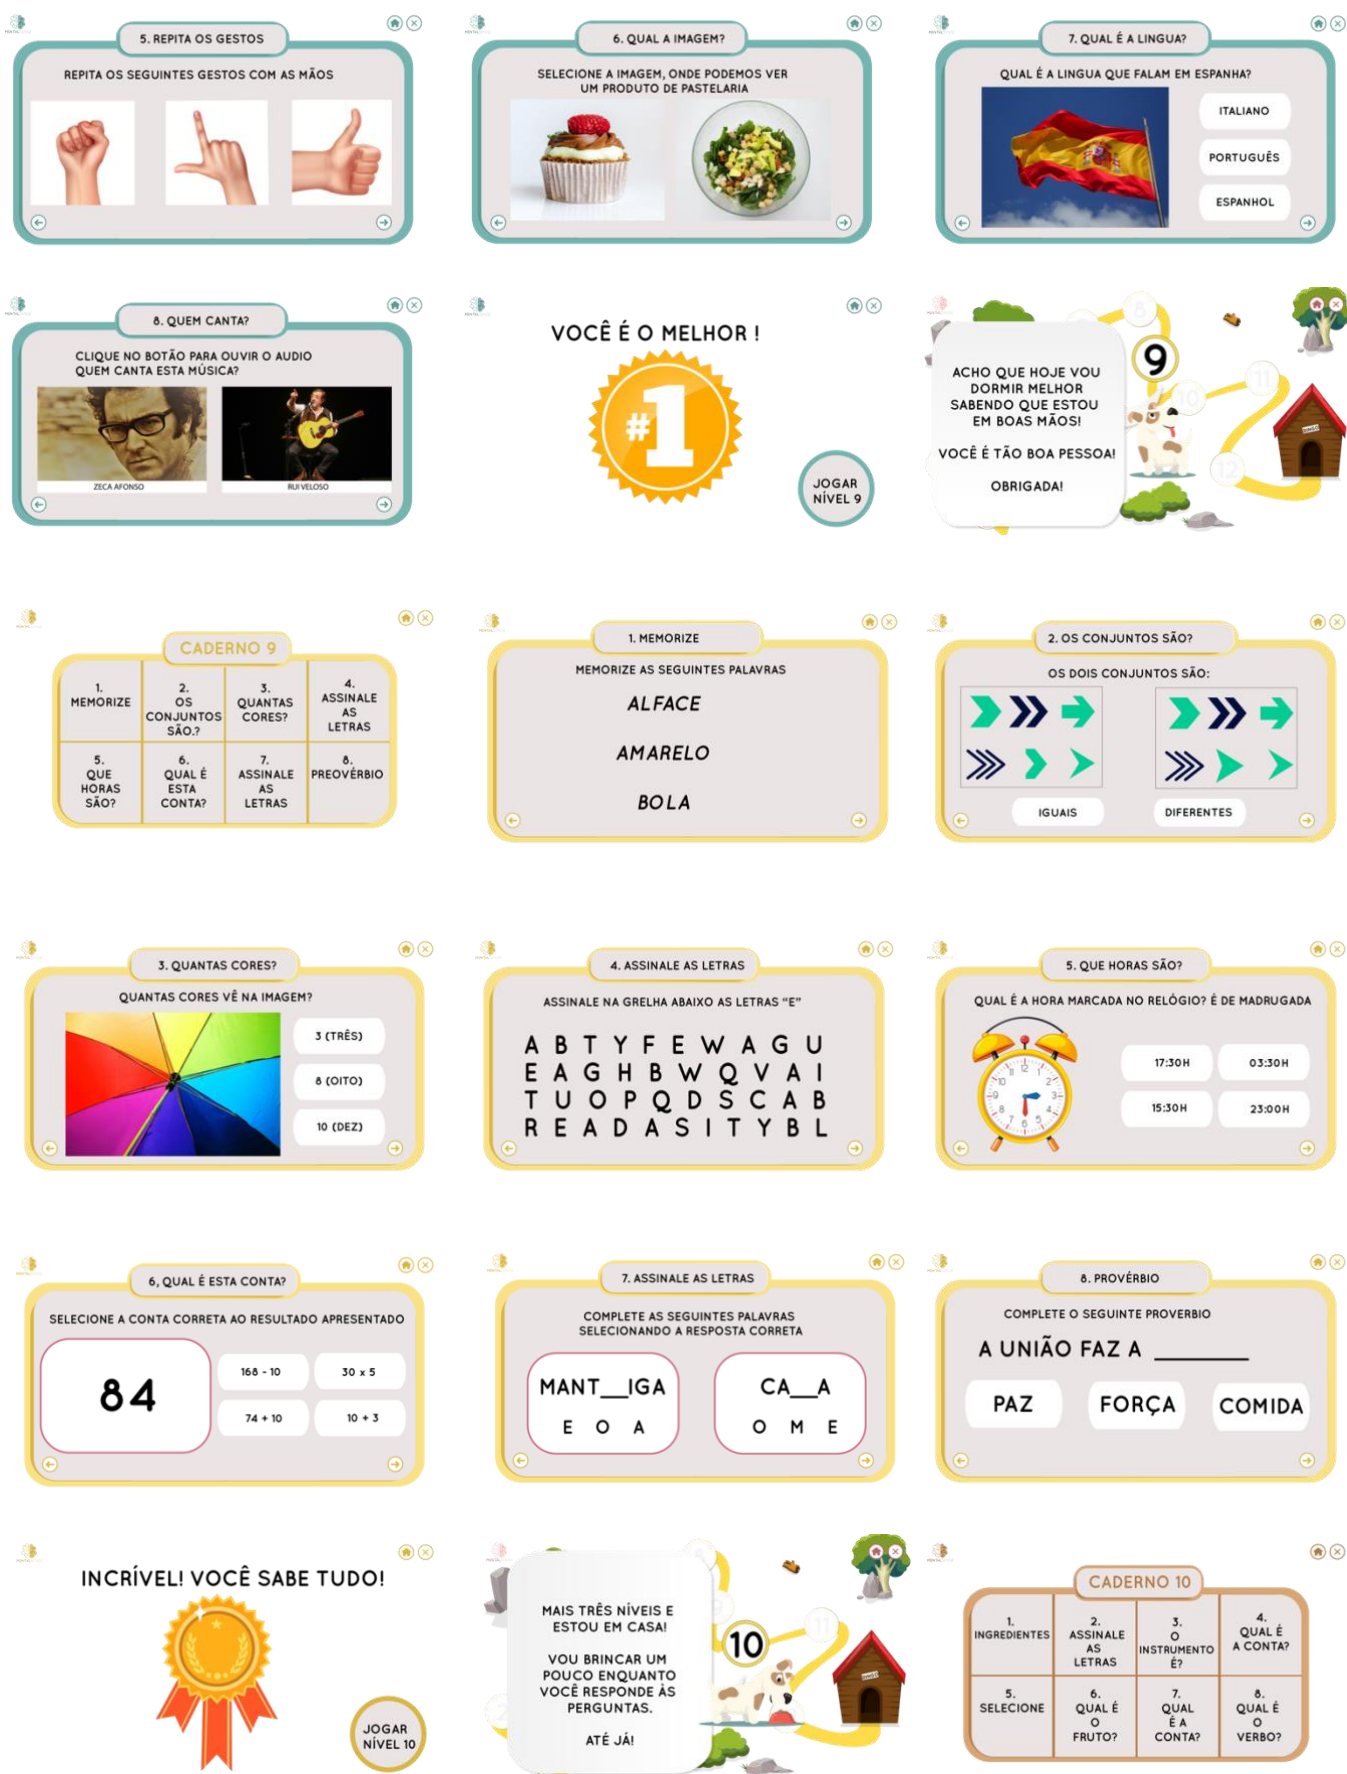 5. REPITA OS GESTOS
REPITA OS SEGUINTES GESTOS COM AS MÃOS
6. QUAL A IMAGEM?
SELECIONE A IMAGEM, ONDE PODEMOS VER
UM PRODUTO DE PASTELARIA
7. QUAL É A LINGUA?
QUAL É A LINGUA QUE FALAM EM ESPANHA?
ITALIANO
PORTUGUÊS
ESPANHOL
8. QUEM CANTA?
CLIQUE NO BOTÃO PARA OUVIR O AUDIO
QUEM CANTA ESTA MÚSICA?
ZECA AFONSO
RUI VELOSO
VOCÊ É O MELHOR !
#1
JOGAR
NÍVEL 9
8
9
10
11
12
ACHO QUE HOJE VOU
DORMIR MELHOR
SABENDO QUE ESTOU
EM BOAS MÃOS!
VOCÊ É TÃO BOA PESSOA!
OBRIGADA!
CADERNO 9
1.
MEMORIZE
2.
OS
CONJUNTOS
SÃO.?
3.
QUANTAS
CORES?
4.
ASSINALE
AS
LETRAS
5.
QUE
HORAS
SÃO?
6.
QUAL É
ESTA
CONTA?
7.
ASSINALE
AS
LETRAS
8.
PREOVÉRBIO
1. MEMORIZE
MEMORIZE AS SEGUINTES PALAVRAS
ALFACE
AMARELO
BOLA
2. OS CONJUNTOS SÃO?
OS DOIS CONJUNTOS SÃO:
IGUAIS
DIFERENTES
3. QUANTAS CORES?
QUANTAS CORES VÊ NA IMAGEM?
3 (TRÊS)
8 (OITO)
10 (DEZ)
4. ASSINALE AS LETRAS
ASSINALE NA GRELHA ABAIXO AS LETRAS “E”
A B T Y F E W A G U
E A G H B W Q V A I
T U O P Q D S C A B
R E A D A S I T Y B L
5. QUE HORAS SÃO?
QUAL É A HORA MARCADA NO RELÓGIO? É DE MADRUGADA
17:30H
03:30H
15:30H
23:00H
6, QUAL É ESTA CONTA?
SELECIONE A CONTA CORRETA AO RESULTADO APRESENTADO
84
168 - 10
30 x 5
74 + 10
10 + 3
7. ASSINALE AS LETRAS
COMPLETE AS SEGUINTES PALAVRAS
SELECIONANDO A RESPOSTA CORRETA
MANT__IGA
E O A
CA__A
O M E
8. PROVÉRBIO
COMPLETE O SEGUINTE PROVERBIO
A UNIÃO FAZ A ________
PAZ
FORÇA
COMIDA
INCRÍVEL! VOCÊ SABE TUDO!
JOGAR
NÍVEL 10
MAIS TRÊS NÍVEIS E
ESTOU EM CASA!
VOU BRINCAR UM
POUCO ENQUANTO
VOCÊ RESPONDE ÀS
PERGUNTAS.
ATÉ JÁ!
10
11
CADERNO 10
1.
INGREDIENTES
2.
ASSINALE
AS
LETRAS
3.
O
INSTRUMENTO
É?
4.
QUAL É
A CONTA?
5.
SELECIONE
6.
QUAL É
O
FRUTO?
7.
QUAL
É A
CONTA?
8.
QUAL É
O
VERBO?